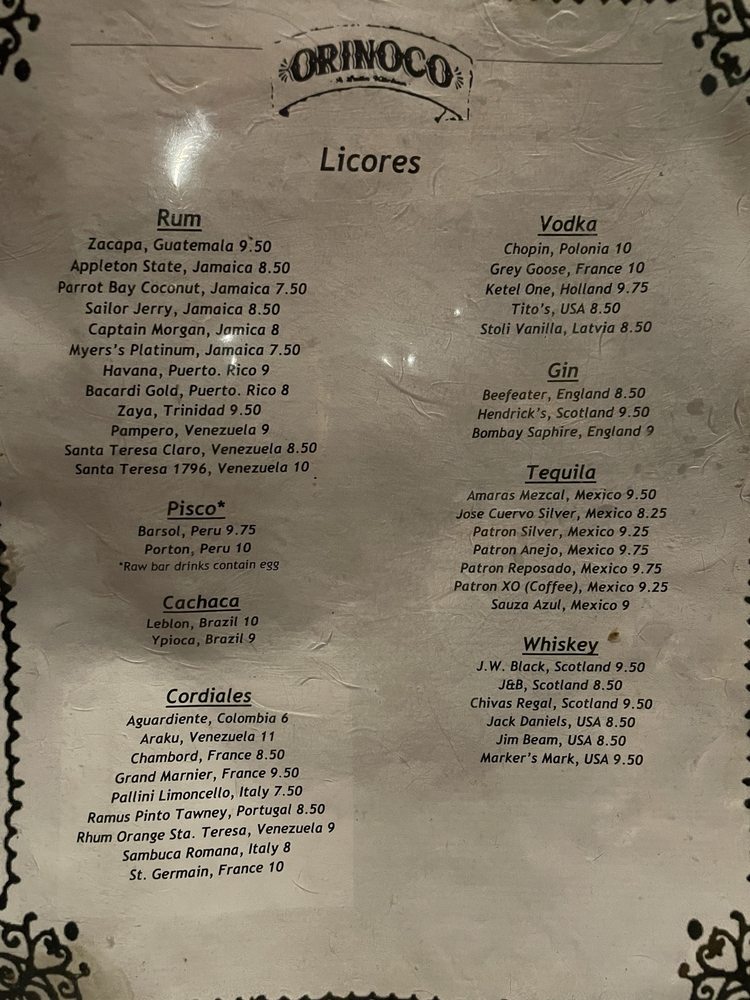 ORINOCO
A Latin Kitchen
Licores
Rum
Zacapa, Guatemala 9.50
Appleton State, Jamaica 8.50
Parrot Bay Coconut, Jamaica 7.50
Sailor Jerry, Jamaica 8.50
Captain Morgan, Jamica 8
Myers's Platinum, Jamaica 7.50
Havana, Puerto. Rico 9
Bacardi Gold, Puerto. Rico 8
Zaya, Trinidad 9.50
Pampero, Venezuela 9
Santa Teresa Claro, Venezuela 8.50
Santa Teresa 1796, Venezuela 10
Pisco*
Barsol, Peru 9.75
Porton, Peru 10
*Raw bar drinks contain egg
Cachaca
Leblon, Brazil 10
Ypioca, Brazil 9
Cordiales
Aguardiente, Colombia 6
Araku, Venezuela 11
Chambord, France 8.50
Grand Marnier, France 9.50
Pallini Limoncello, Italy 7.50
Ramus Pinto Tawney, Portugal 8.50
Rhum Orange Sta. Teresa, Venezuela 9
Sambuca Romana, Italy 8
St. Germain, France 10
Vodka
Chopin, Polonia 10
Grey Goose, France 10
Ketel One, Holland 9.75
Tito's, USA 8.50
Stoli Vanilla, Latvia 8.50
Gin
Beefeater, England 8.50
Hendrick's, Scotland 9.50
Bombay Saphire, England 9
Tequila
Amaras Mezcal, Mexico 9.50
Jose Cuervo Silver, Mexico 8.25
Patron Silver, Mexico 9.25
Patron Anejo, Mexico 9.75
Patron Reposado, Mexico 9.75
Patron XO (Coffee), Mexico 9.25
Sauza Azul, Mexico 9
Whiskey
J.W. Black, Scotland 9.50
J&B, Scotland 8.50
Chivas Regal, Scotland 9.50
Jack Daniels, USA 8.50
Jim Beam, USA 8.50
Marker's Mark, USA 9.50